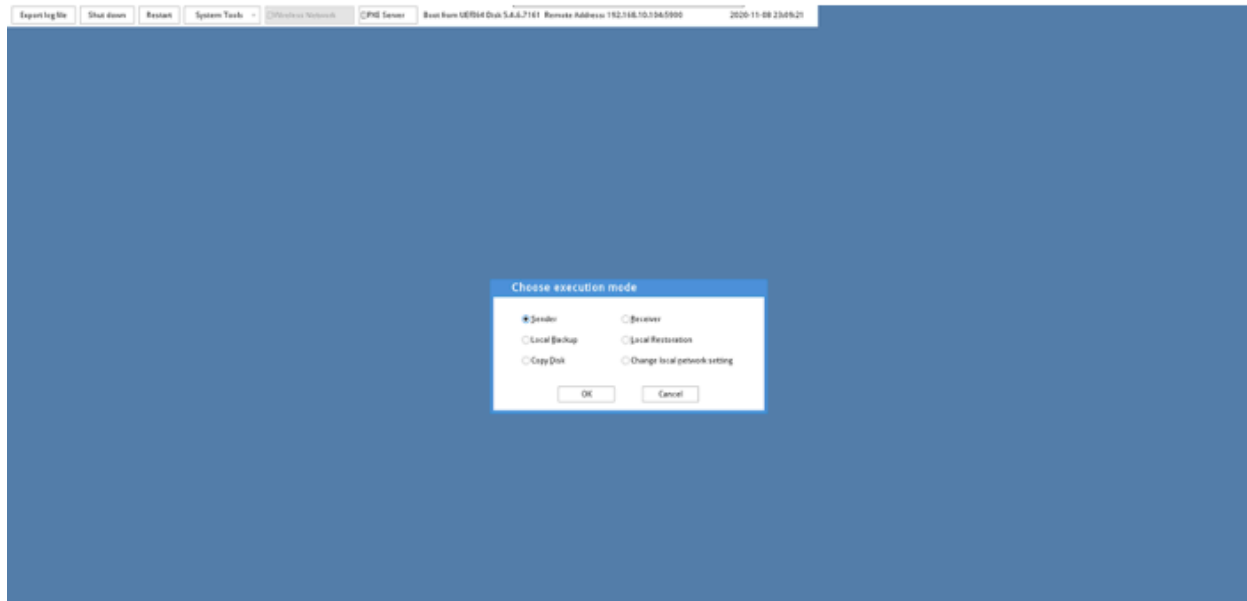 Export log file Shut down Restart System Tools Wireless Network PXE Server Boot from UEFI64 Disk 5.4.6.7161 Remote Address: 192.168.10.104:5900 2020-11-08 23:09:21
Choose execution mode
Sender Receiver
Local Backup Local Restoration
Copy Disk Change local network setting
OK Cancel